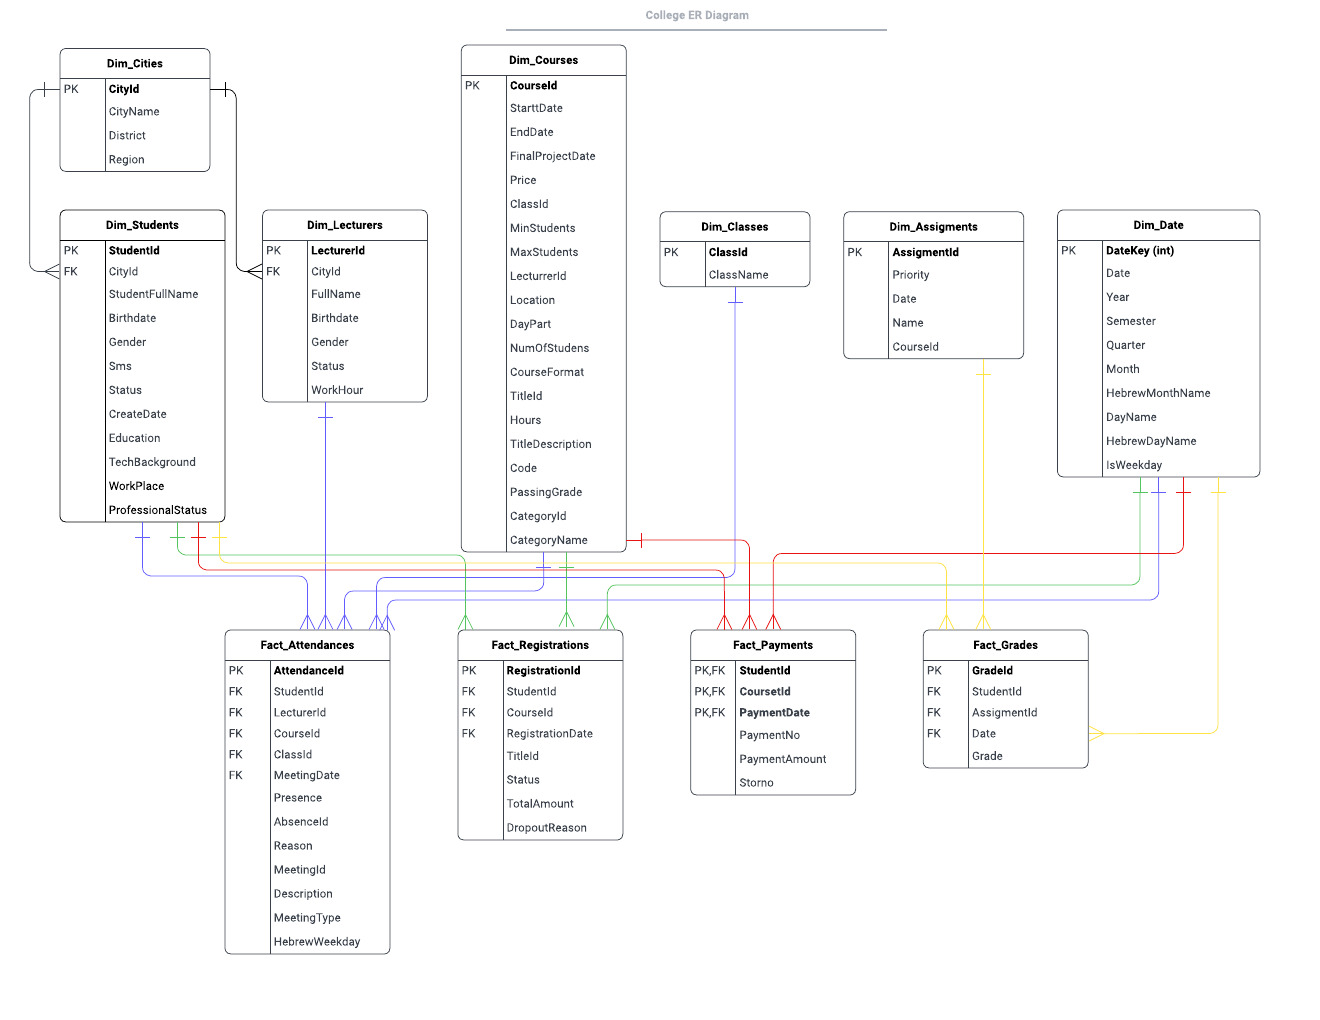 College ER Diagram
Dim_Cities
PK CityId
CityName
District
Region
Dim_Courses
PK CourseId
StarttDate
EndDate
FinalProjectDate
Price
ClassId
MinStudents
MaxStudents
LecturrerId
Location
DayPart
NumOfStudens
CourseFormat
TitleId
Hours
TitleDescription
Code
PassingGrade
CategoryId
CategoryName
Dim_Students
PK StudentId
FK CityId
StudentFullName
Birthdate
Gender
Sms
Status
CreateDate
Education
TechBackground
WorkPlace
ProfessionalStatus
Dim_Lecturers
PK LecturerId
FK CityId
FullName
Birthdate
Gender
Status
WorkHour
Dim_Classes
PK ClassId
ClassName
Dim_Assigments
PK AssigmentId
Priority
Date
Name
CourseId
Dim_Date
PK DateKey (int)
Date
Year
Semester
Quarter
Month
HebrewMonthName
DayName
HebrewDayName
IsWeekday
Fact_Attendances
PK AttendanceId
FK StudentId
FK LecturerId
FK CourseId
FK ClassId
FK MeetingDate
Presence
AbsenceId
Reason
MeetingId
Description
MeetingType
HebrewWeekday
Fact_Registrations
PK RegistrationId
FK StudentId
FK CourseId
FK RegistrationDate
TitleId
Status
TotalAmount
DropoutReason
Fact_Payments
PK,FK StudentId
PK,FK CoursetId
PK,FK PaymentDate
PaymentNo
PaymentAmount
Storno
Fact_Grades
PK GradeId
FK StudentId
FK AssigmentId
FK Date
Grade